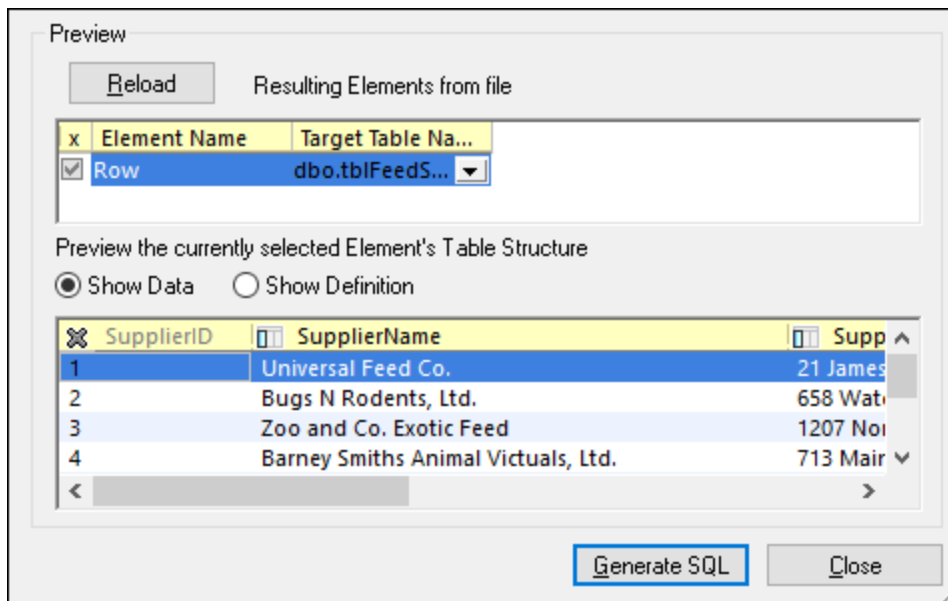 Preview
Reload Resulting Elements from file
x Element Name Target Table Na...
Row dbo.tblFeedS...
Preview the currently selected Element's Table Structure
Show Data Show Definition
SupplierID SupplierName Supp
1 Universal Feed Co. 21 James
2 Bugs N Rodents, Ltd. 658 Wat
3 Zoo and Co. Exotic Feed 1207 No
4 Barney Smiths Animal Victuals, Ltd. 713 Main
Generate SQL Close